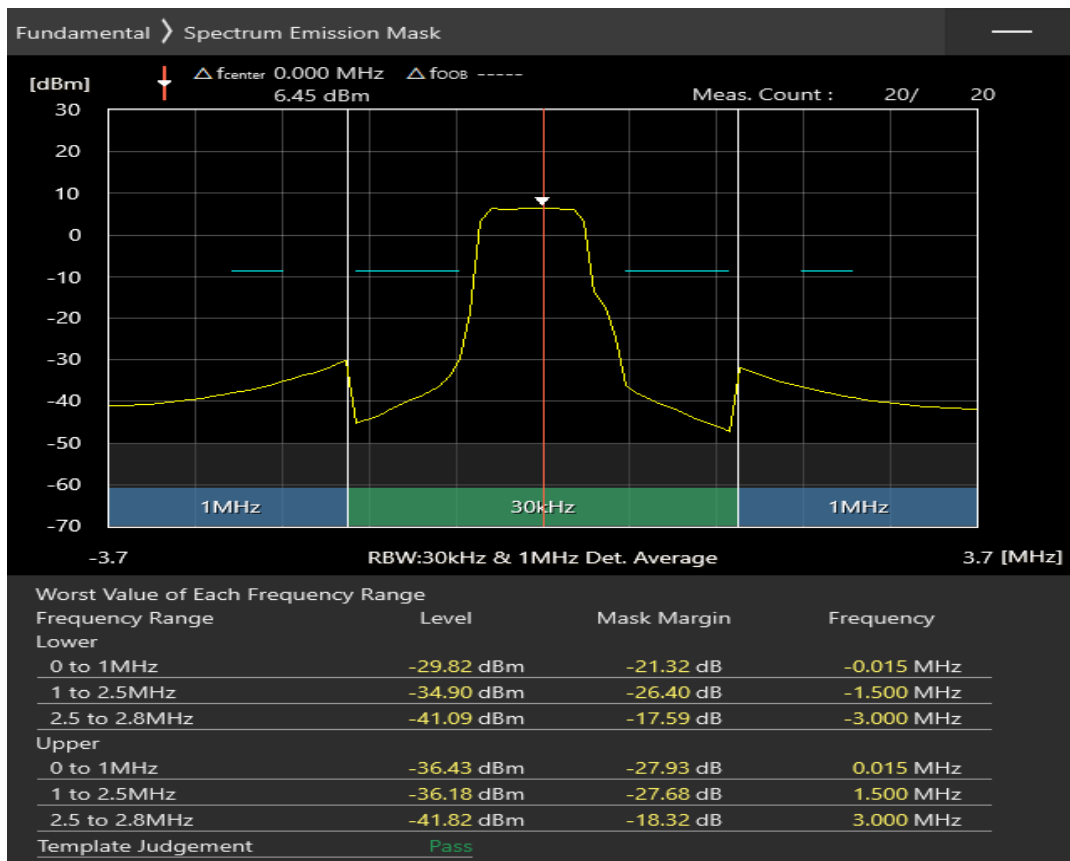 Fundamental 〉 Spectrum Emission Mask
△ fcenter 0.000 MHz △ fOOB -----
[dBm]
6.45 dBm Meas. Count : 20/ 20
30
20
10
0
-10
-20
-30
-40
-50
-60
1MHz 30kHz 1MHz
-70
-3.7 RBW:30kHz & 1MHz Det. Average 3.7 [MHz]
Worst Value of Each Frequency Range
Frequency Range Level Mask Margin Frequency
Lower
0 to 1MHz -29.82 dBm -21.32 dB -0.015 MHz
1 to 2.5MHz -34.90 dBm -26.40 dB -1.500 MHz
2.5 to 2.8MHz -41.09 dBm -17.59 dB -3.000 MHz
Upper
0 to 1MHz -36.43 dBm -27.93 dB 0.015 MHz
1 to 2.5MHz -36.18 dBm -27.68 dB 1.500 MHz
2.5 to 2.8MHz -41.82 dBm -18.32 dB 3.000 MHz
Template Judgement Pass